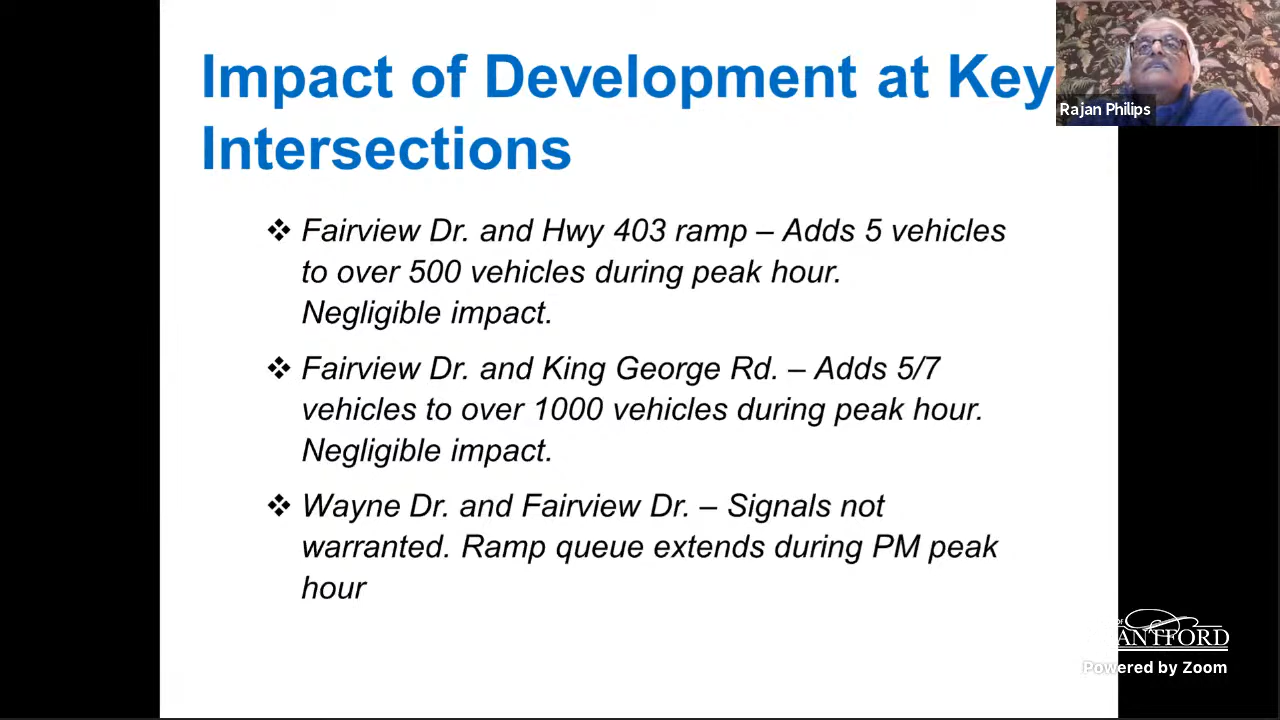 Impact of Development at Key
Intersections
Rajan Philips
❖ Fairview Dr. and Hwy 403 ramp – Adds 5 vehicles
to over 500 vehicles during peak hour.
Negligible impact.
❖ Fairview Dr. and King George Rd. – Adds 5/7
vehicles to over 1000 vehicles during peak hour.
Negligible impact.
❖ Wayne Dr. and Fairview Dr. – Signals not
warranted. Ramp queue extends during PM peak
hour
ANTFORD
Powered by Zoom